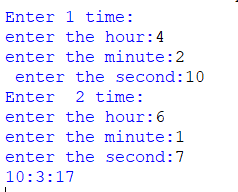 Enter 1 time:
enter the hour:4
enter the minute:2
 enter the second:10
Enter  2 time:
enter the hour:6
enter the minute:1
enter the second:7
10:3:17